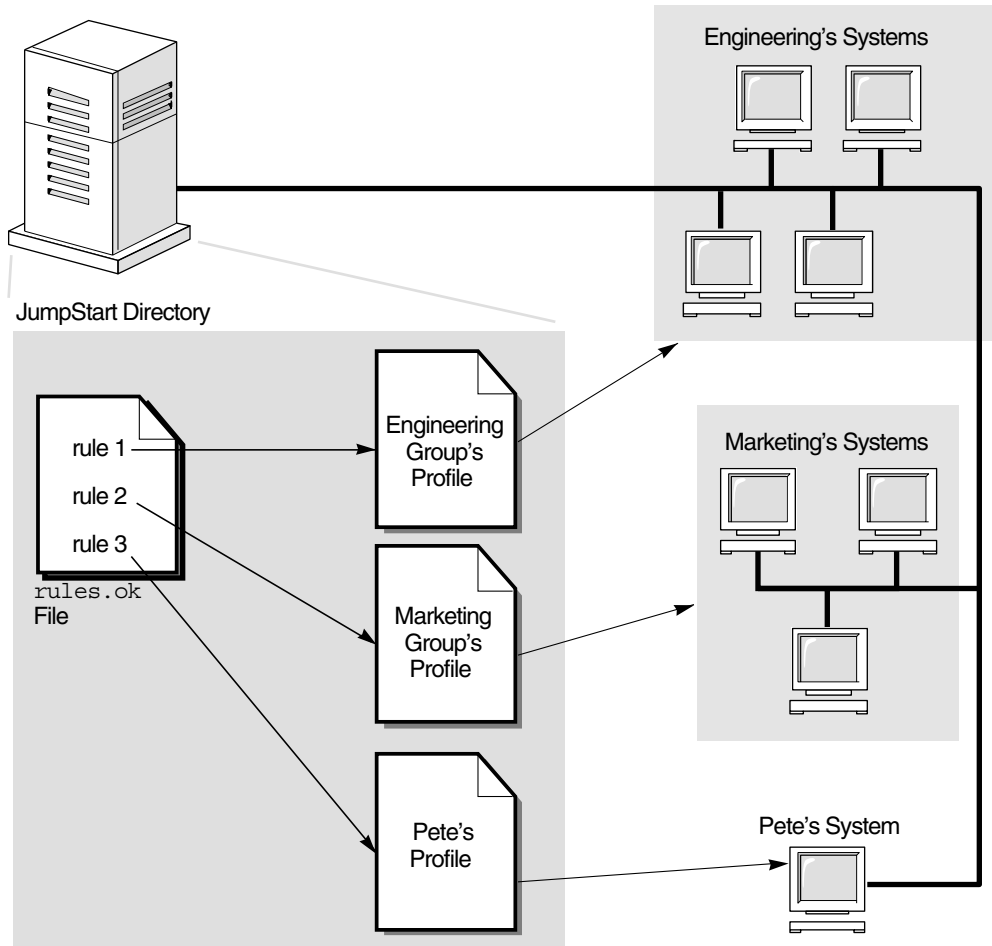 Engineering's Systems
JumpStart Directory
rule 1
rule 2
rule 3
rules.ok
File
Engineering
Group's
Profile
Marketing
Group's
Profile
Pete's
Profile
Marketing's Systems
Pete's System